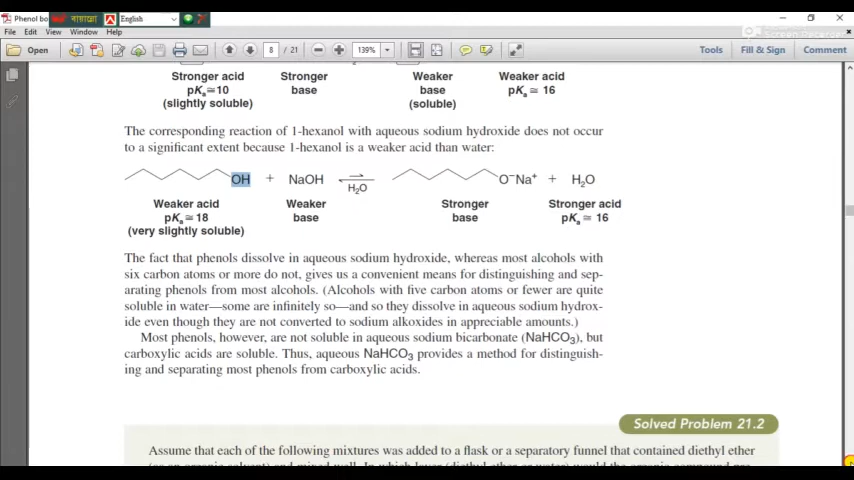 Phenol bo
বায়ান্নো
English
File Edit View Window Help
Open 8 / 21 139% Tools Fill & Sign Comment
Stronger acid Stronger Weaker Weaker acid
pKa≅10 base base pKa ≅ 16
(slightly soluble) (soluble)
The corresponding reaction of 1-hexanol with aqueous sodium hydroxide does not occur
to a significant extent because 1-hexanol is a weaker acid than water:
OH + NaOH H₂O O⁻Na⁺ + H₂O
Weaker acid Weaker Stronger Stronger acid
pKa ≅ 18 base base pKa ≅ 16
(very slightly soluble)
The fact that phenols dissolve in aqueous sodium hydroxide, whereas most alcohols with
six carbon atoms or more do not, gives us a convenient means for distinguishing and sep-
arating phenols from most alcohols. (Alcohols with five carbon atoms or fewer are quite
soluble in water—some are infinitely so—and so they dissolve in aqueous sodium hydrox-
ide even though they are not converted to sodium alkoxides in appreciable amounts.)
Most phenols, however, are not soluble in aqueous sodium bicarbonate (NaHCO₃), but
carboxylic acids are soluble. Thus, aqueous NaHCO₃ provides a method for distinguish-
ing and separating most phenols from carboxylic acids.
Solved Problem 21.2
Assume that each of the following mixtures was added to a flask or a separatory funnel that contained diethyl ether